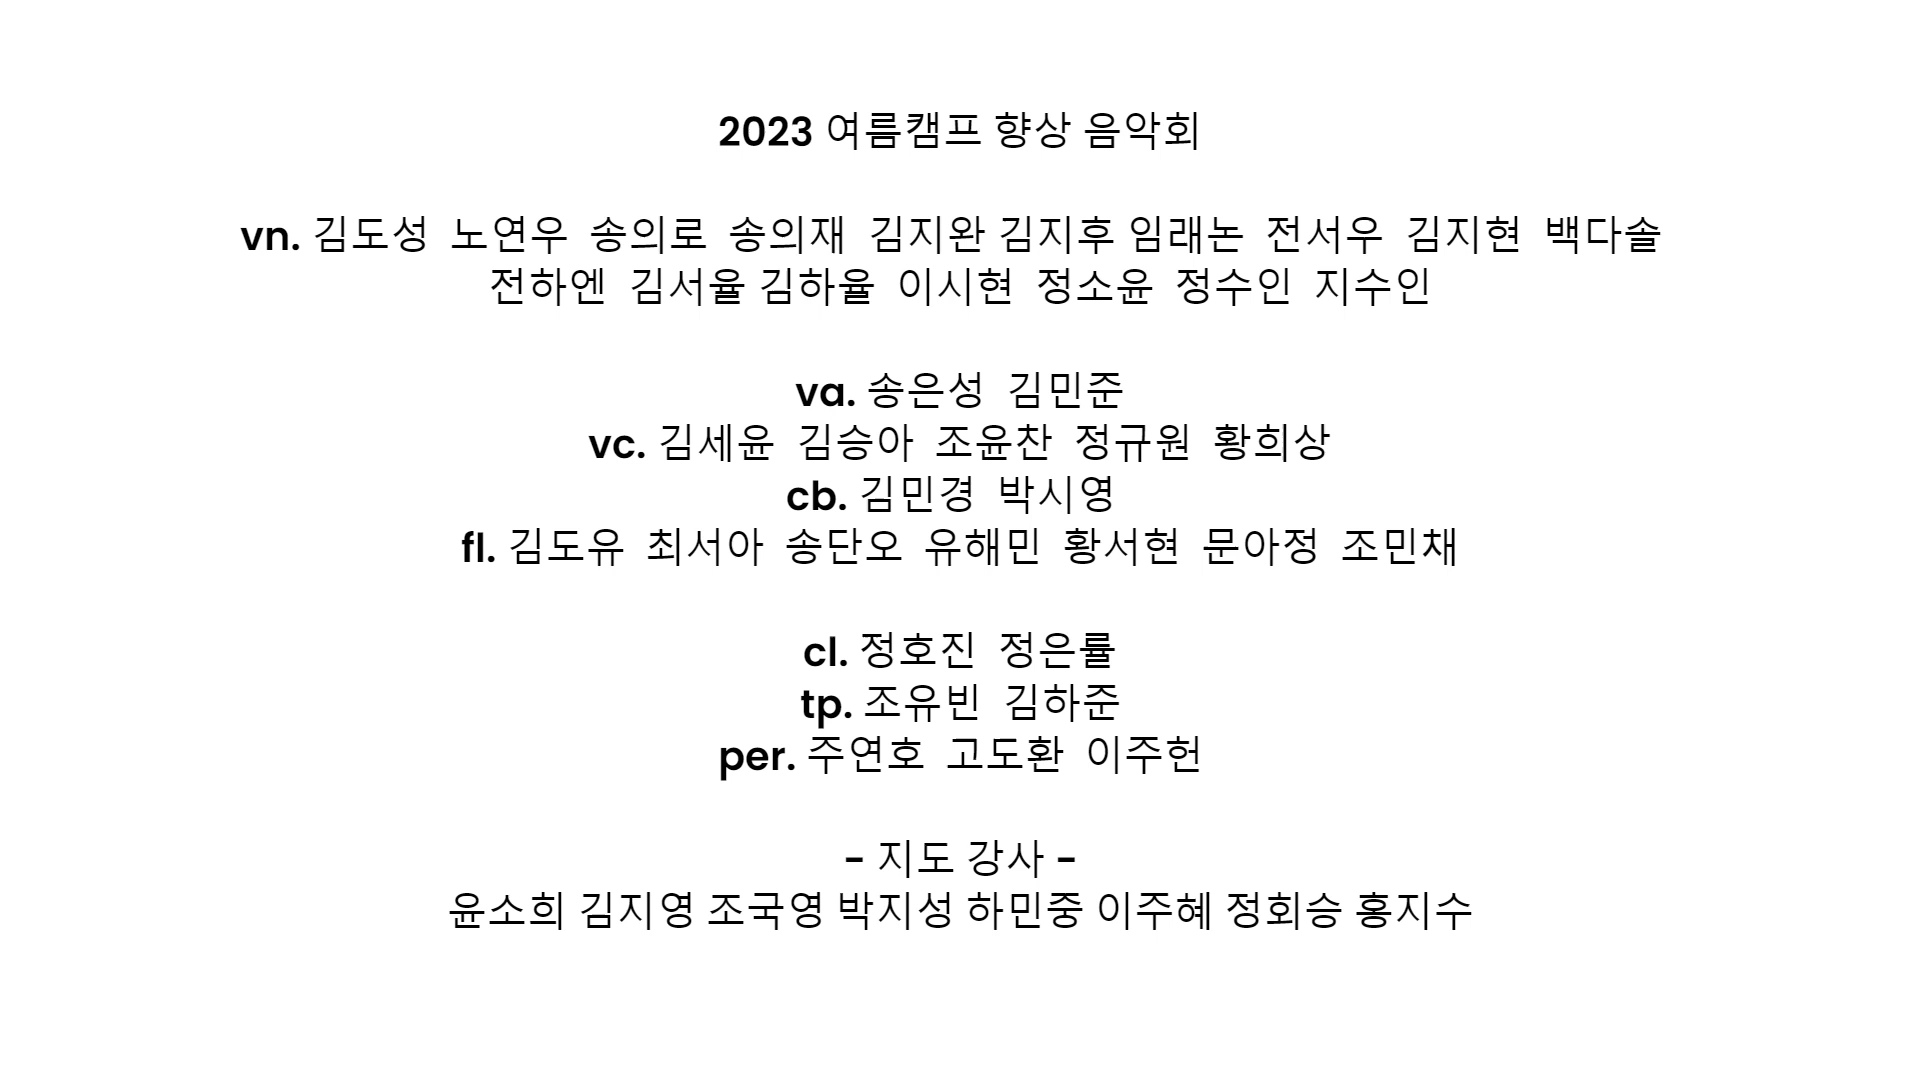 2023 여름캠프 향상 음악회
vn. 김도성 노연우 송의로 송의재 김지완 김지후 임래논 전서우 김지현 백다솔
전하엔 김서율 김하율 이시현 정소윤 정수인 지수인
va. 송은성 김민준
vc. 김세윤 김승아 조윤찬 정규원 황희상
cb. 김민경 박시영
fl. 김도유 최서아 송단오 유해민 황서현 문아정 조민채
cl. 정호진 정은률
tp. 조유빈 김하준
per. 주연호 고도환 이주헌
- 지도 강사 -
윤소희 김지영 조국영 박지성 하민중 이주혜 정회승 홍지수